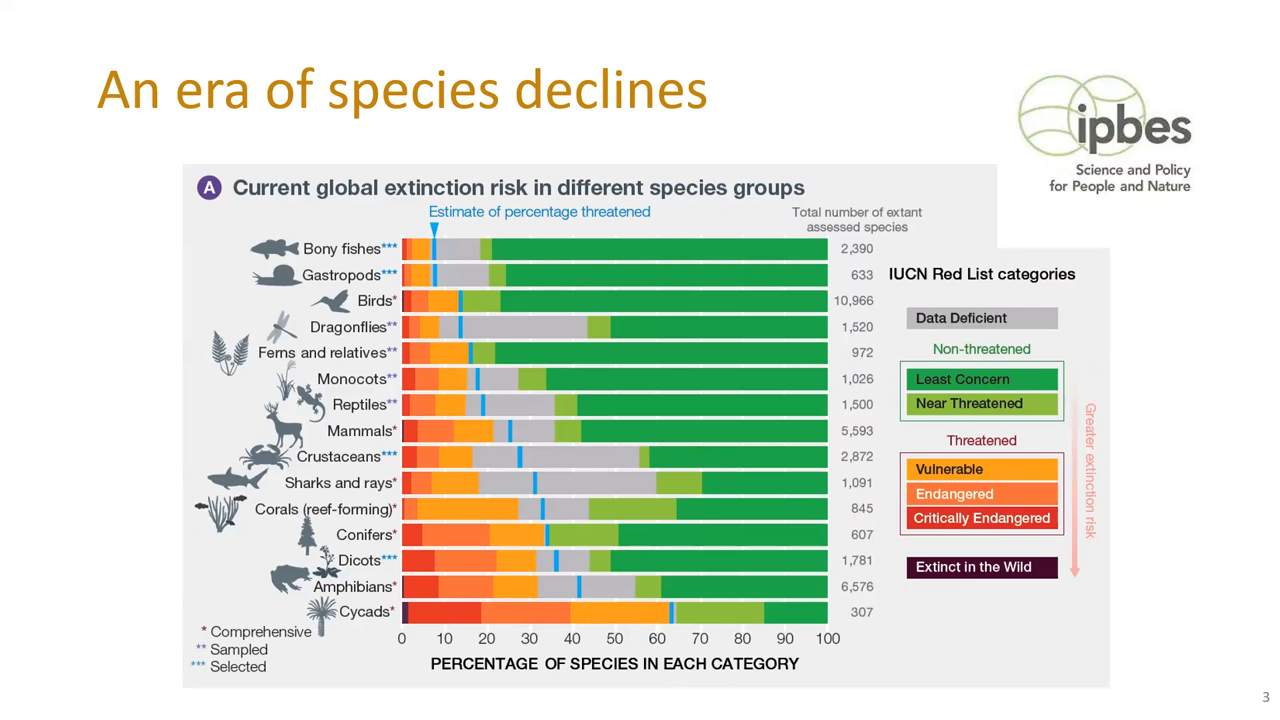 An era of species declines
ipbes
Science and Policy
for People and Nature
A Current global extinction risk in different species groups
Estimate of percentage threatened
Total number of extant
assessed species
Bony fishes*** 2,390
Gastropods*** 633
Birds* 10,966
Dragonflies** 1,520
Ferns and relatives** 972
Monocots** 1,026
Reptiles** 1,500
Mammals* 5,593
Crustaceans*** 2,872
Sharks and rays* 1,091
Corals (reef-forming)* 845
Conifers* 607
Dicots*** 1,781
Amphibians* 6,576
Cycads* 307
0 10 20 30 40 50 60 70 80 90 100
PERCENTAGE OF SPECIES IN EACH CATEGORY
* Comprehensive
** Sampled
*** Selected
IUCN Red List categories
Data Deficient
Non-threatened
Least Concern
Near Threatened
Threatened
Vulnerable
Endangered
Critically Endangered
Extinct in the Wild
Greater extinction risk
3